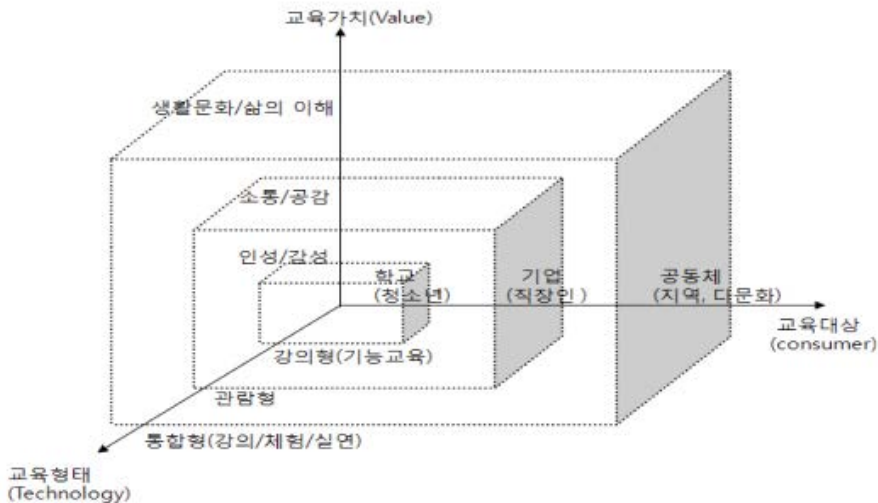 교육가치(Value)
생활문화/삶의 이해
소통/공감
인성/감성
학교
(청소년)
기업
(직장인 )
공동체
(지역, 다문화)
교육대상
(consumer)
강의형(기능교육)
관람형
통합형(강의/체험/실연)
교육형태
(Technology)